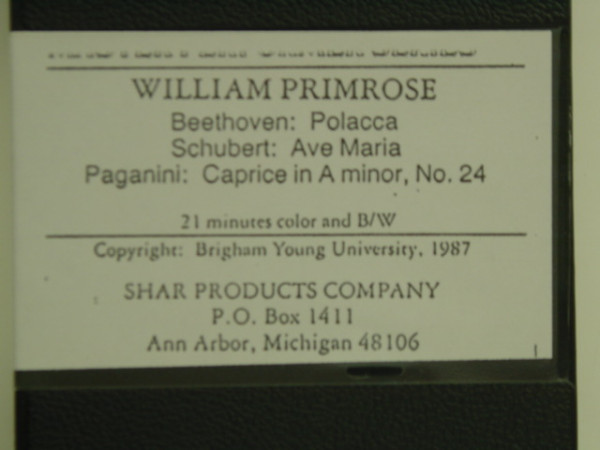 WILLIAM PRIMROSE
Beethoven: Polacca
Schubert: Ave Maria
Paganini: Caprice in A minor, No. 24
21 minutes color and B/W
Copyright: Brigham Young University, 1987
SHAR PRODUCTS COMPANY
P.O. Box 1411
Ann Arbor, Michigan 48106